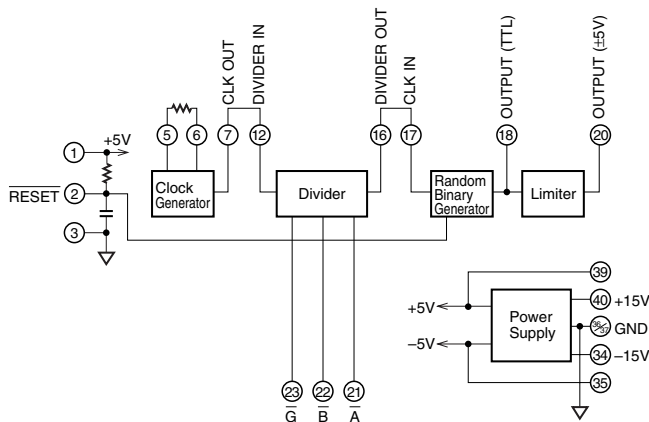 CLK OUT
DIVIDER IN
DIVIDER OUT
CLK IN
OUTPUT (TTL)
OUTPUT (±5V)
5
6
7
12
16
17
18
20
1
+5V
RESET
2
3
Clock
Generator
Divider
Random
Binary
Generator
Limiter
39
+5V
40
+15V
Power
Supply
36/37
GND
−5V
34
−15V
35
23
22
21
G
B
A